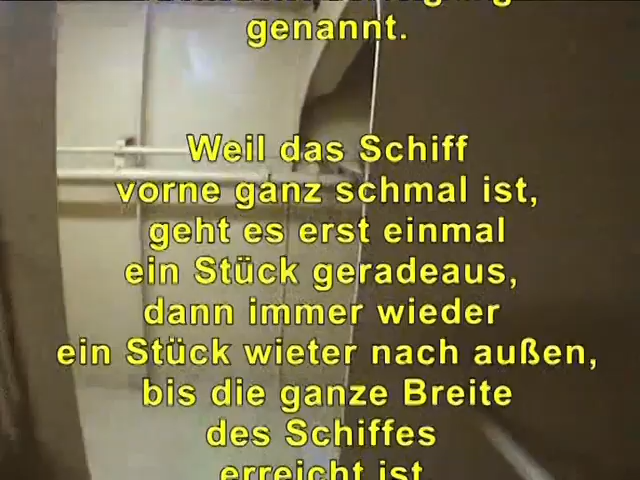 genannt.
Weil das Schiff
vorne ganz schmal ist,
geht es erst einmal
ein Stück geradeaus,
dann immer wieder
ein Stück wieter nach außen,
bis die ganze Breite
des Schiffes
erreicht ist